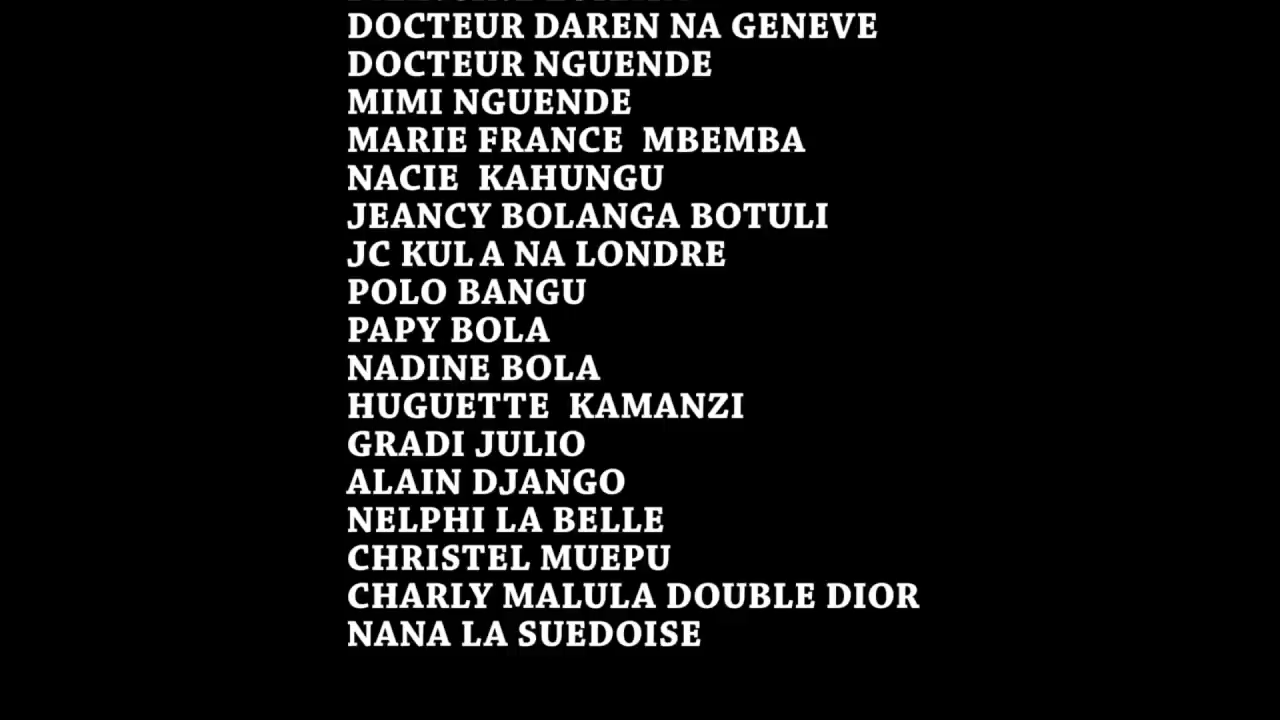 DOCTEUR DAREN NA GENEVE
DOCTEUR NGUENDE
MIMI NGUENDE
MARIE FRANCE  MBEMBA
NACIE  KAHUNGU
JEANCY BOLANGA BOTULI
JC KULA NA LONDRE
POLO BANGU
PAPY BOLA
NADINE BOLA
HUGUETTE  KAMANZI
GRADI JULIO
ALAIN DJANGO
NELPHI LA BELLE
CHRISTEL MUEPU
CHARLY MALULA DOUBLE DIOR
NANA LA SUEDOISE